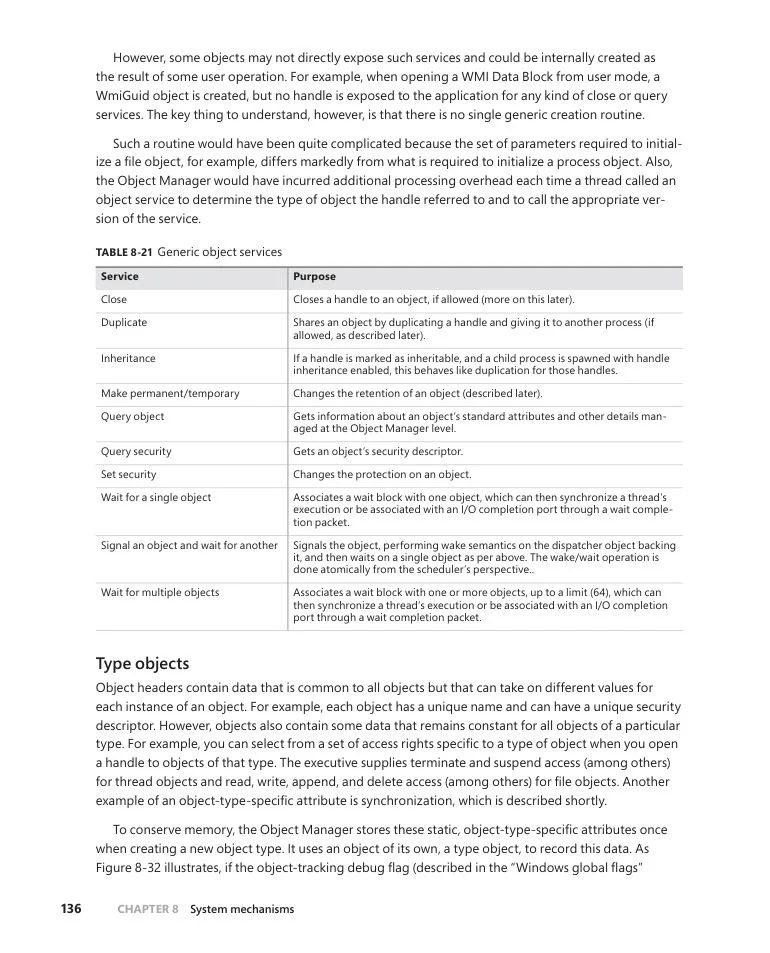 However, some objects may not directly expose such services and could be internally created as
the result of some user operation. For example, when opening a WMI Data Block from user mode, a
WmiGuid object is created, but no handle is exposed to the application for any kind of close or query
services. The key thing to understand, however, is that there is no single generic creation routine.
Such a routine would have been quite complicated because the set of parameters required to initial-
ize a file object, for example, differs markedly from what is required to initialize a process object. Also,
the Object Manager would have incurred additional processing overhead each time a thread called an
object service to determine the type of object the handle referred to and to call the appropriate ver-
sion of the service.
TABLE 8-21 Generic object services
Service Purpose
Close Closes a handle to an object, if allowed (more on this later).
Duplicate Shares an object by duplicating a handle and giving it to another process (if
allowed, as described later).
Inheritance If a handle is marked as inheritable, and a child process is spawned with handle
inheritance enabled, this behaves like duplication for those handles.
Make permanent/temporary Changes the retention of an object (described later).
Query object Gets information about an object's standard attributes and other details man-
aged at the Object Manager level.
Query security Gets an object's security descriptor.
Set security Changes the protection on an object.
Wait for a single object Associates a wait block with one object, which can then synchronize a thread's
execution or be associated with an I/O completion port through a wait comple-
tion packet.
Signal an object and wait for another Signals the object, performing wake semantics on the dispatcher object backing
it, and then waits on a single object as per above. The wake/wait operation is
done atomically from the scheduler's perspective..
Wait for multiple objects Associates a wait block with one or more objects, up to a limit (64), which can
then synchronize a thread's execution or be associated with an I/O completion
port through a wait completion packet.
Type objects
Object headers contain data that is common to all objects but that can take on different values for
each instance of an object. For example, each object has a unique name and can have a unique security
descriptor. However, objects also contain some data that remains constant for all objects of a particular
type. For example, you can select from a set of access rights specific to a type of object when you open
a handle to objects of that type. The executive supplies terminate and suspend access (among others)
for thread objects and read, write, append, and delete access (among others) for file objects. Another
example of an object-type-specific attribute is synchronization, which is described shortly.
To conserve memory, the Object Manager stores these static, object-type-specific attributes once
when creating a new object type. It uses an object of its own, a type object, to record this data. As
Figure 8-32 illustrates, if the object-tracking debug flag (described in the “Windows global flags”
136 CHAPTER 8 System mechanisms